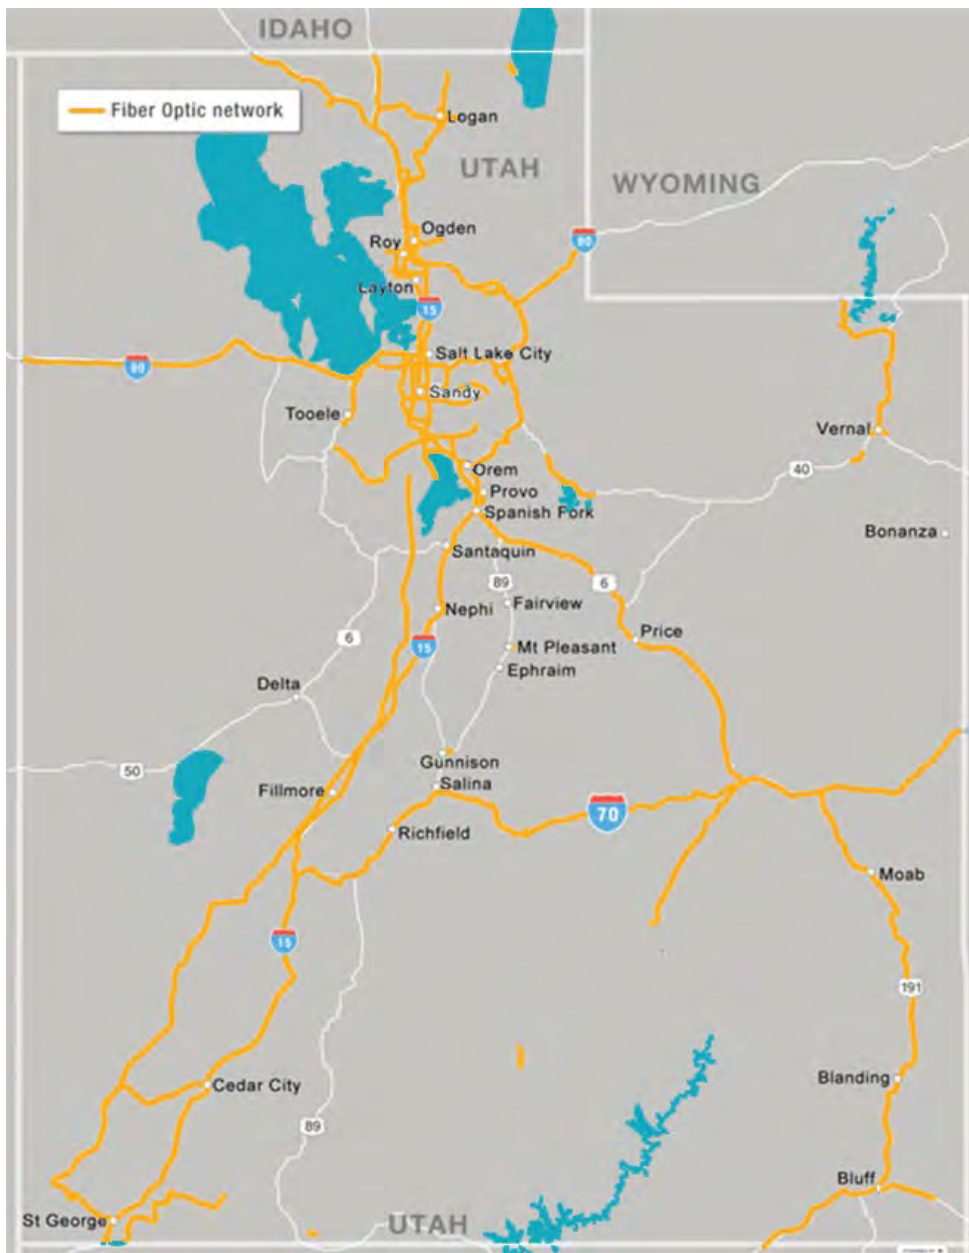 IDAHO
Fiber Optic network
Logan
UTAH
WYOMING
Ogden
Roy
80
Layton
15
Salt Lake City
80
Sandy
Tooele
Vernal
Orem
40
Provo
Spanish Fork
Bonanza
Santaquin
89
6
Fairview
Nephi
6
Price
15
Mt Pleasant
Ephraim
Delta
50
Gunnison
Fillmore
Salina
70
Richfield
Moab
15
191
Cedar City
Blanding
89
Bluff
St George
UTAH